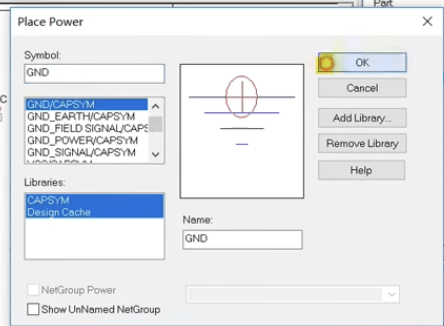 Part
Place Power
Symbol:
GND
GND/CAPSYM
GND_EARTH/CAPSYM
GND_FIELD SIGNAL/CAPS
GND_POWER/CAPSYM
GND_SIGNAL/CAPSYM
Libraries:
CAPSYM
Design Cache
Name:
GND
OK
Cancel
Add Library...
Remove Library
Help
NetGroup Power
Show UnNamed NetGroup